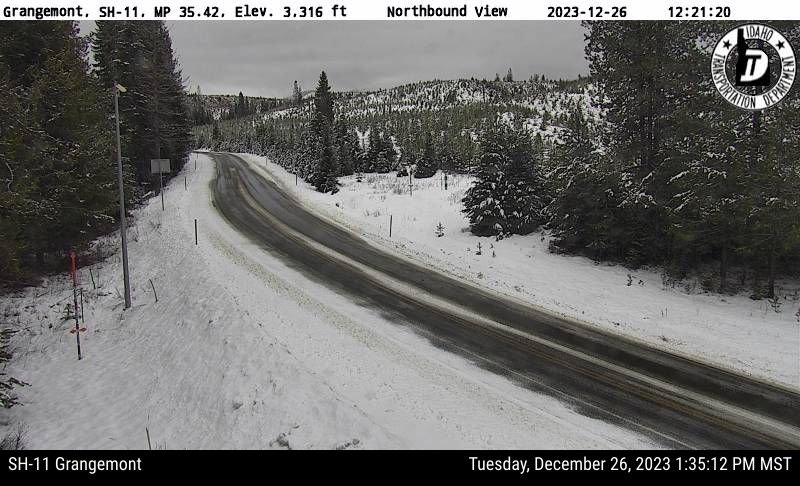 Grangemont, SH-11, MP 35.42, Elev. 3,316 ft Northbound View 2023-12-26 12:21:20
IDAHO
TRANSPORTATION DEPARTMENT
SH-11 Grangemont Tuesday, December 26, 2023 1:35:12 PM MST